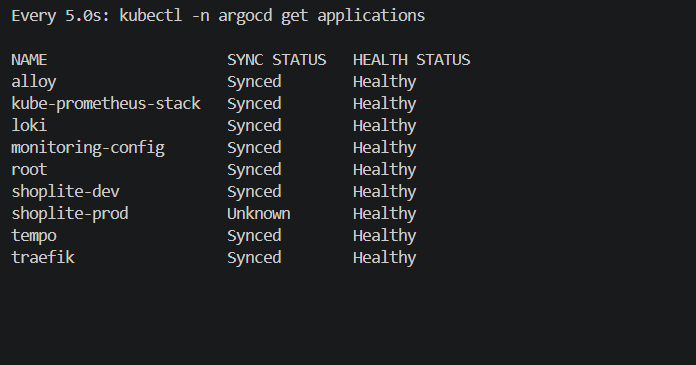 Every 5.0s: kubectl -n argocd get applications
NAME                    SYNC STATUS   HEALTH STATUS
alloy                   Synced        Healthy
kube-prometheus-stack   Synced        Healthy
loki                    Synced        Healthy
monitoring-config       Synced        Healthy
root                    Synced        Healthy
shoplite-dev            Synced        Healthy
shoplite-prod           Unknown       Healthy
tempo                   Synced        Healthy
traefik                 Synced        Healthy